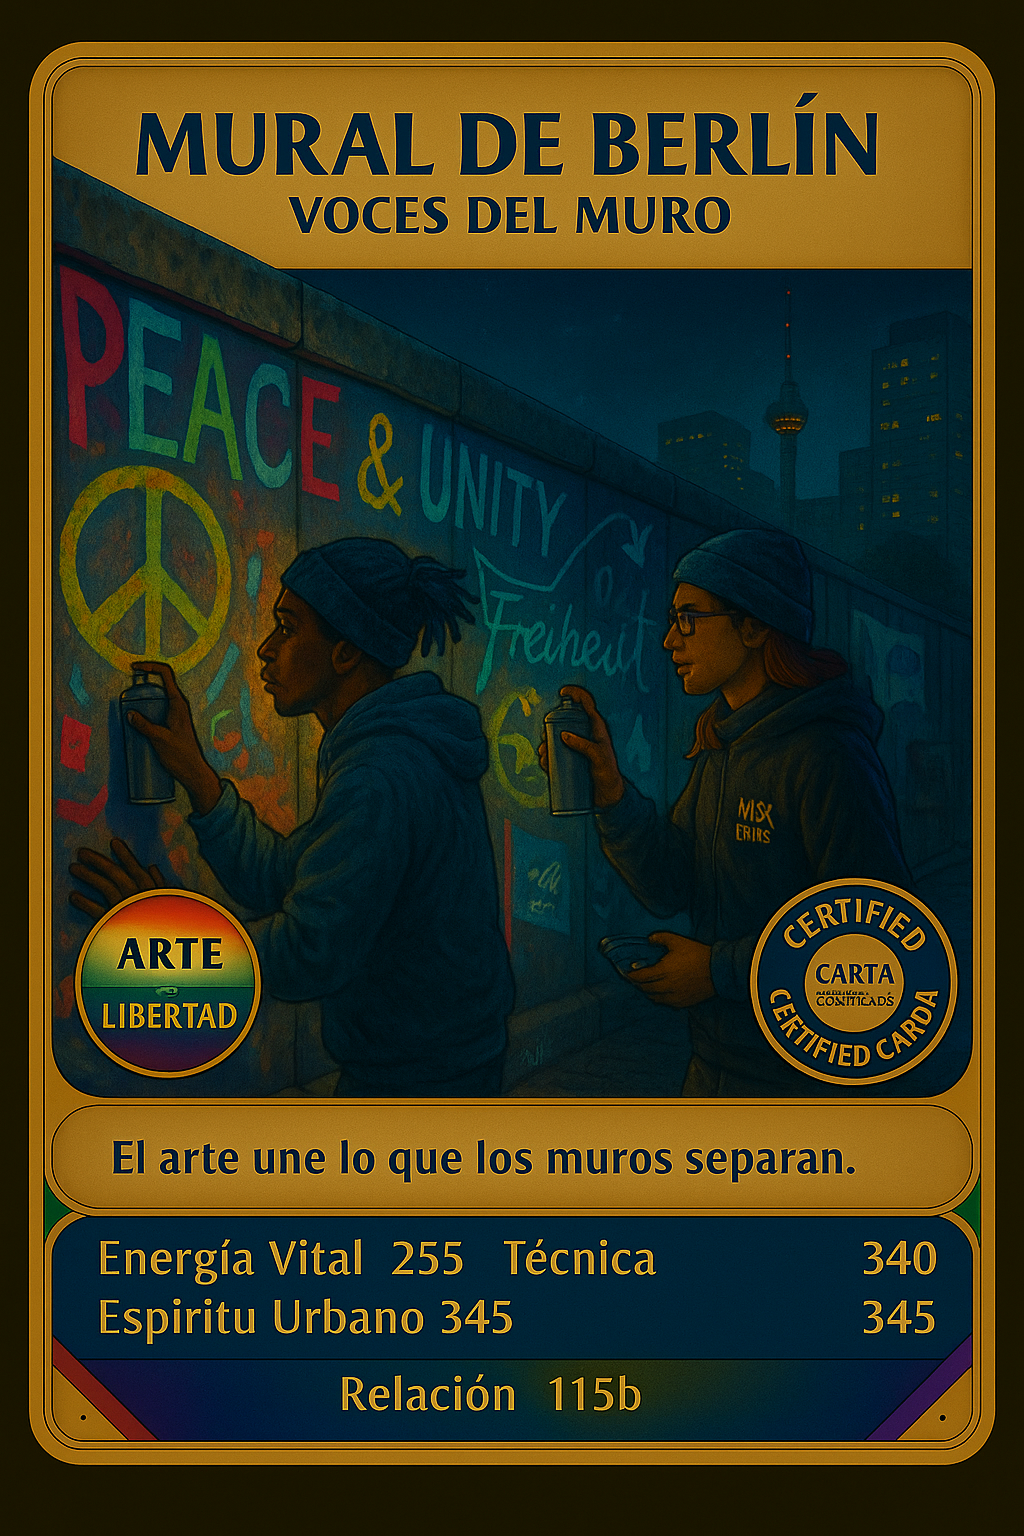 MURAL DE BERLÍN
VOCES DEL MURO
PEACE & UNITY
Freiheit
ARTE
LIBERTAD
CERTIFIED
CARTA
CERTIFIED CARDA
El arte une lo que los muros separan.
Energía Vital 255 Técnica 340
Espiritu Urbano 345 345
Relación 115b